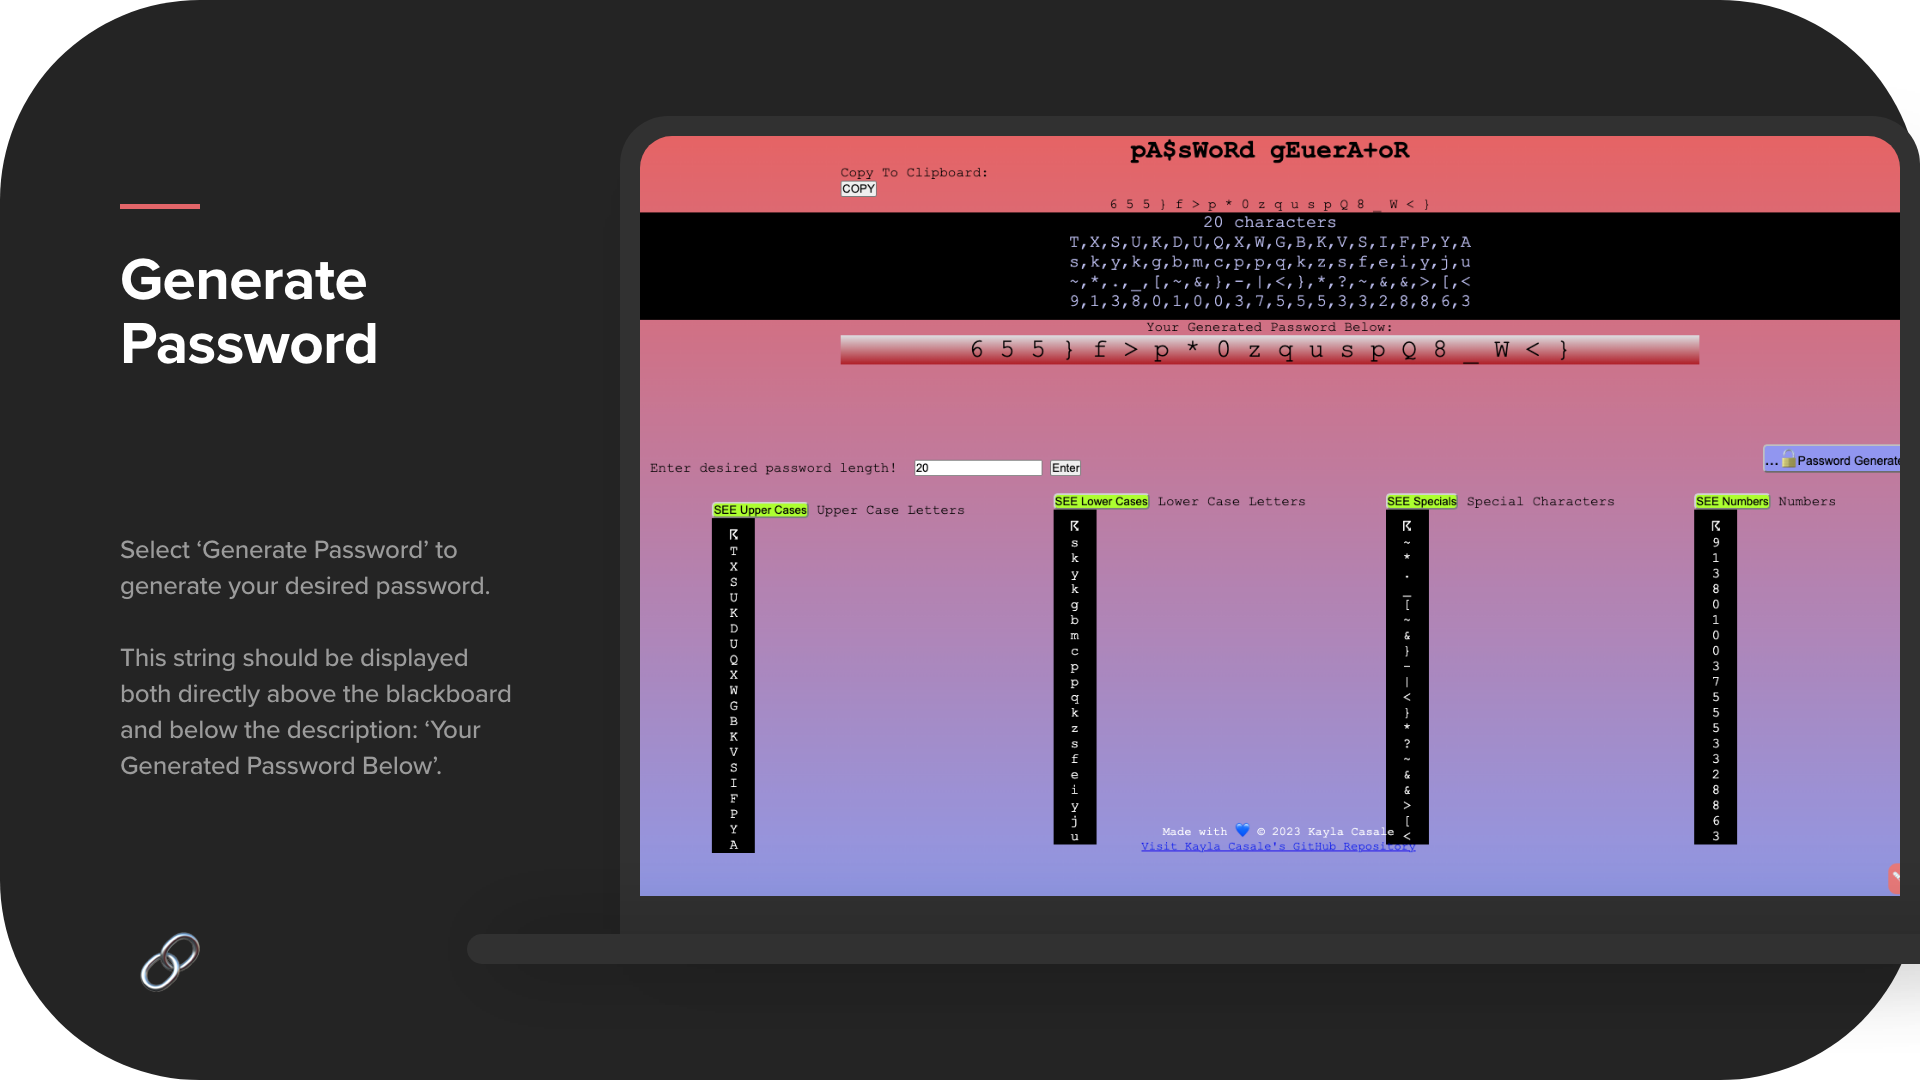 Generate
Password
Select ‘Generate Password’ to
generate your desired password.
This string should be displayed
both directly above the blackboard
and below the description: ‘Your
Generated Password Below’.
pA$sWoRd gEuerA+oR
Copy To Clipboard:
COPY
6 5 5 } f > p * 0 z q u s p Q 8 _ W < }
20 characters
T,X,S,U,K,D,U,Q,X,W,G,B,K,V,S,I,F,P,Y,A
s,k,y,k,g,b,m,c,p,p,q,k,z,s,f,e,i,y,j,u
~,*,.,_,[,~,&,},-,|,<,},*,?,~,&,&,>,[,<
9,1,3,8,0,1,0,0,3,7,5,5,5,3,3,2,8,8,6,3
Your Generated Password Below:
6 5 5 } f > p * 0 z q u s p Q 8 _ W < }
Enter desired password length! 20 Enter
...🔒Password Generate
SEE Upper Cases Upper Case Letters
T
X
S
U
K
D
U
Q
X
W
G
B
K
V
S
I
F
P
Y
A
SEE Lower Cases Lower Case Letters
s
k
y
k
g
b
m
c
p
p
q
k
z
s
f
e
i
y
j
u
SEE Specials Special Characters
~
*
.
_
[
~
&
}
-
|
<
}
*
?
~
&
&
>
[
<
SEE Numbers Numbers
9
1
3
8
0
1
0
0
3
7
5
5
5
3
3
2
8
8
6
3
Made with 💙 © 2023 Kayla Casale
Visit Kayla Casale's GitHub Repository